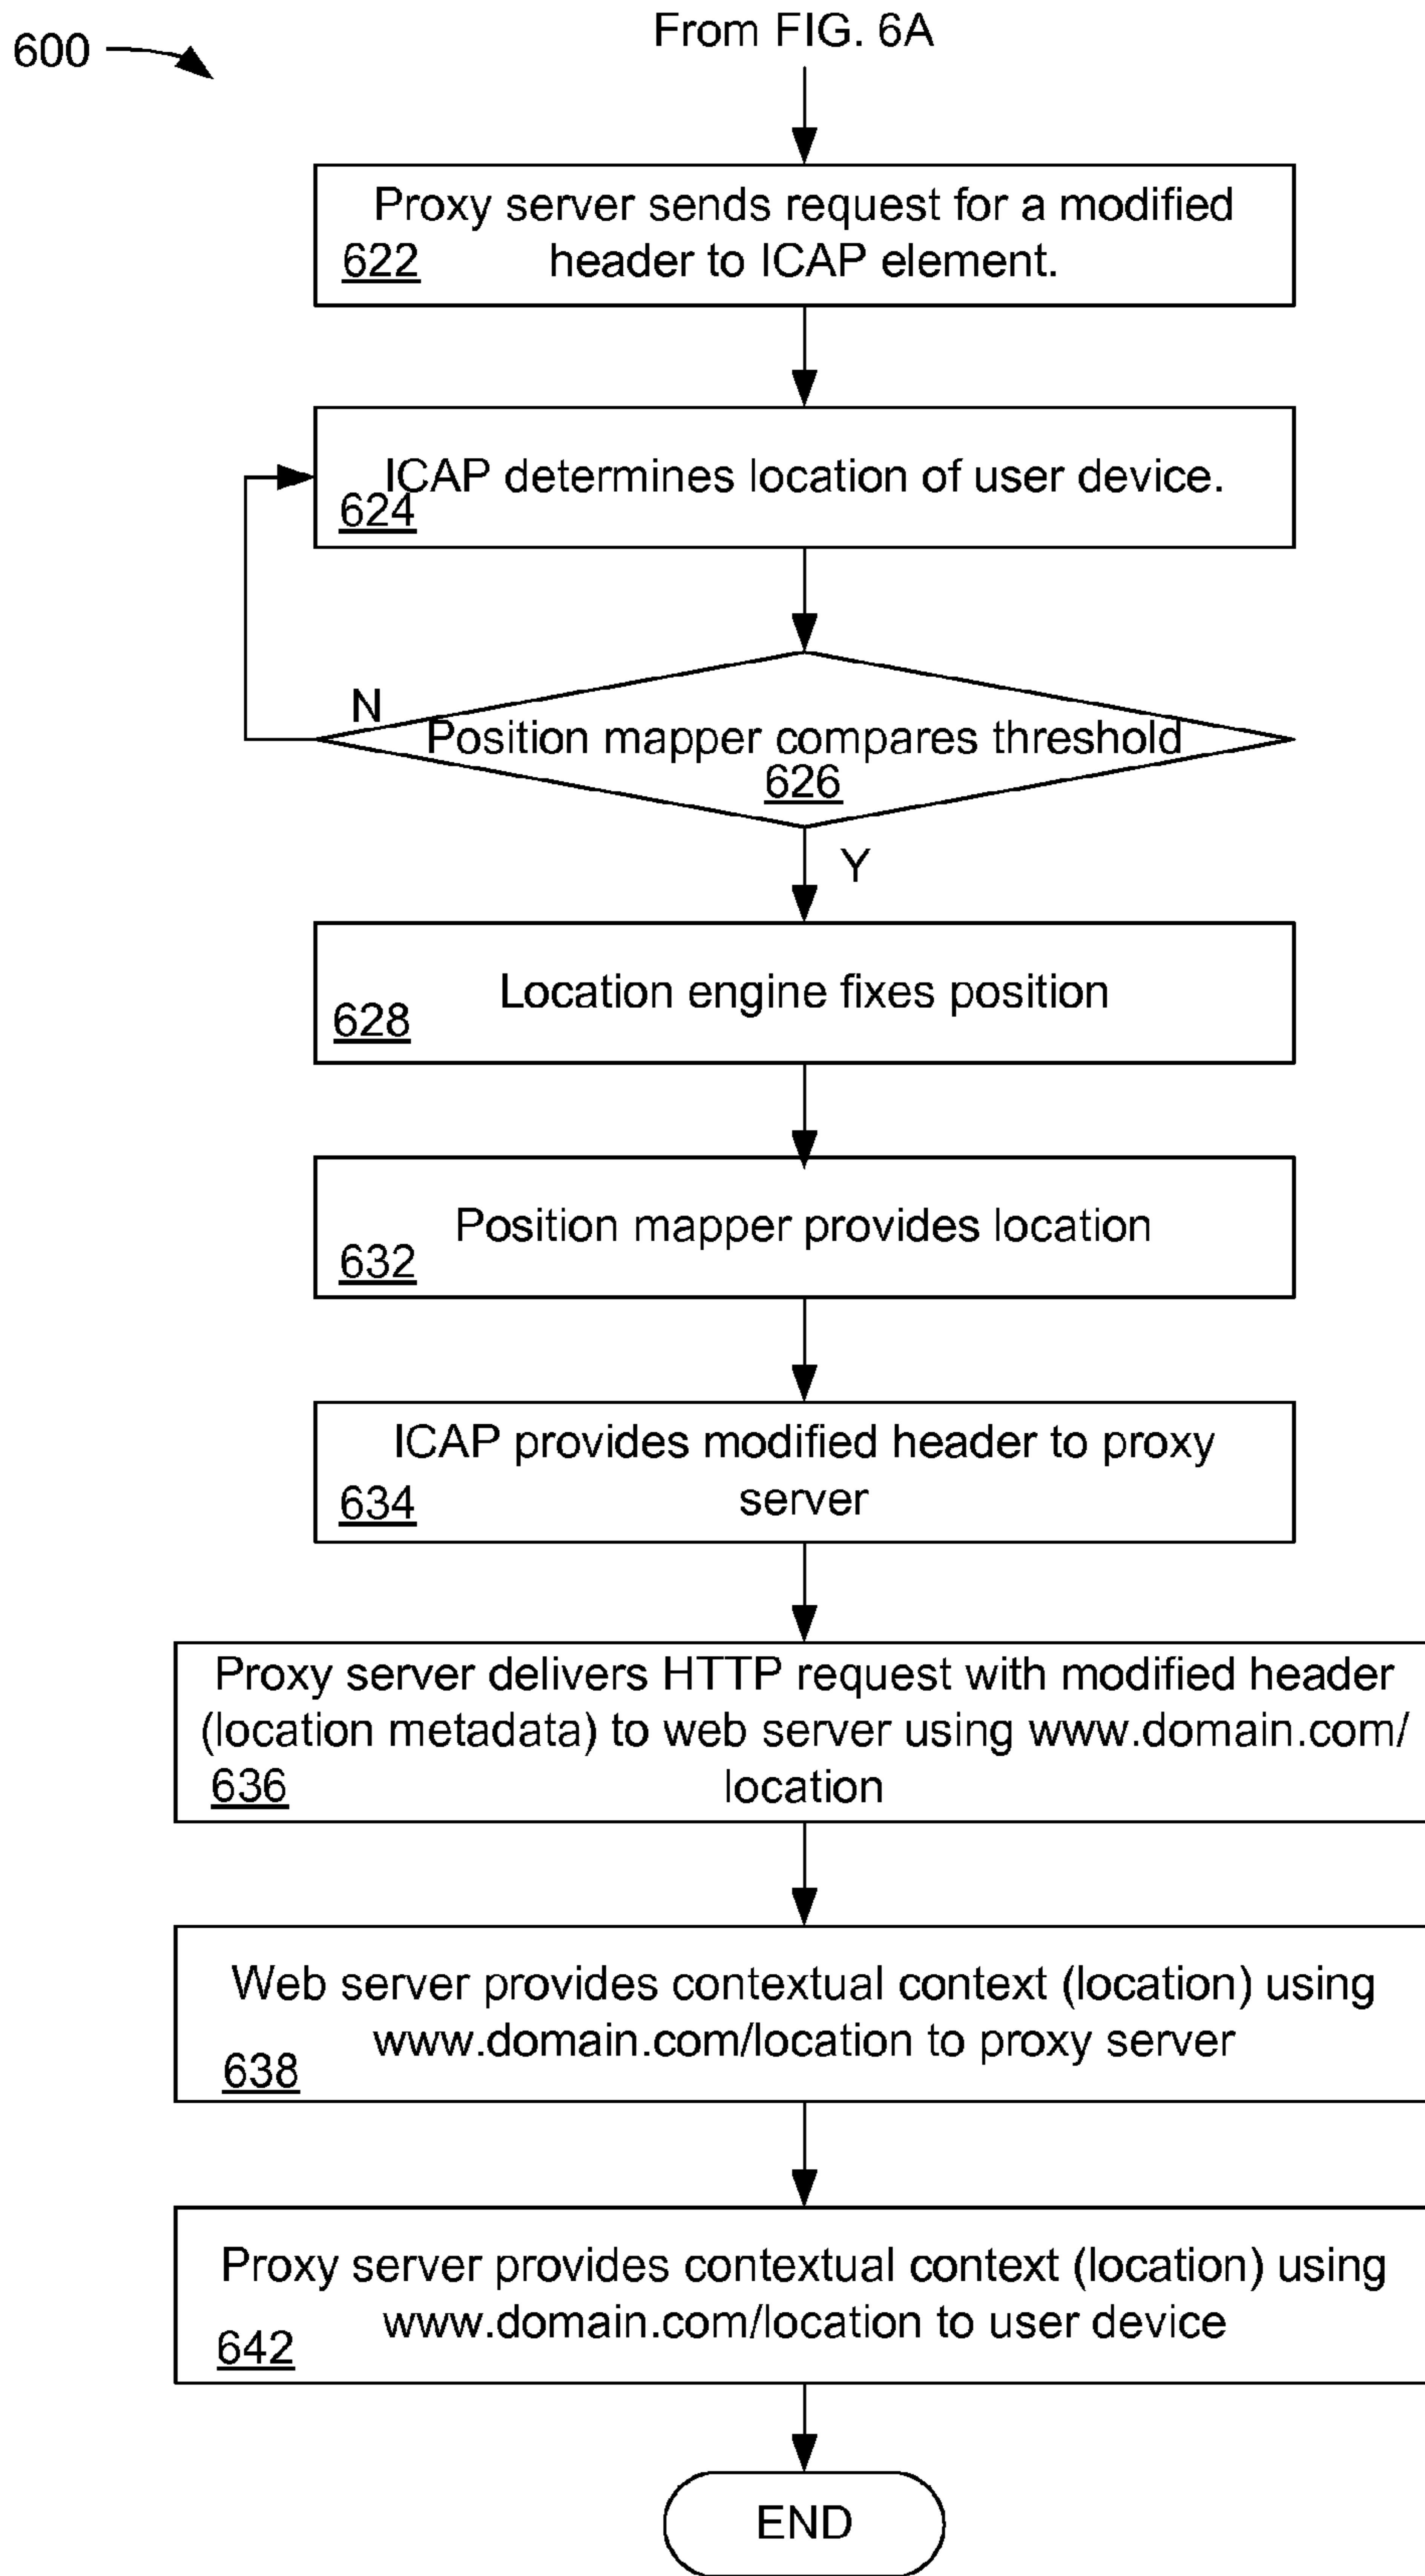 From FIG. 6A
600
Proxy server sends request for a modified
header to ICAP element.
622
ICAP determines location of user device.
624
N
Position mapper compares threshold
626
Y
Location engine fixes position
628
Position mapper provides location
632
ICAP provides modified header to proxy
server
634
Proxy server delivers HTTP request with modified header
(location metadata) to web server using www.domain.com/
location
636
Web server provides contextual context (location) using
www.domain.com/location to proxy server
638
Proxy server provides contextual context (location) using
www.domain.com/location to user device
642
END